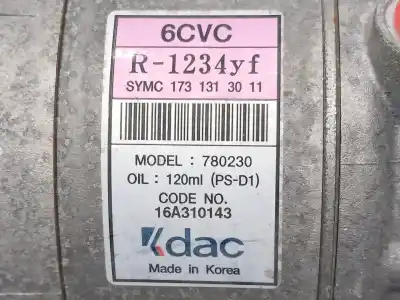 6CVC
R-1234yf
SYMC 173 131 30 11
MODEL : 780230
OIL : 120ml (PS-D1)
CODE NO.
16A310143
dac
Made in Korea